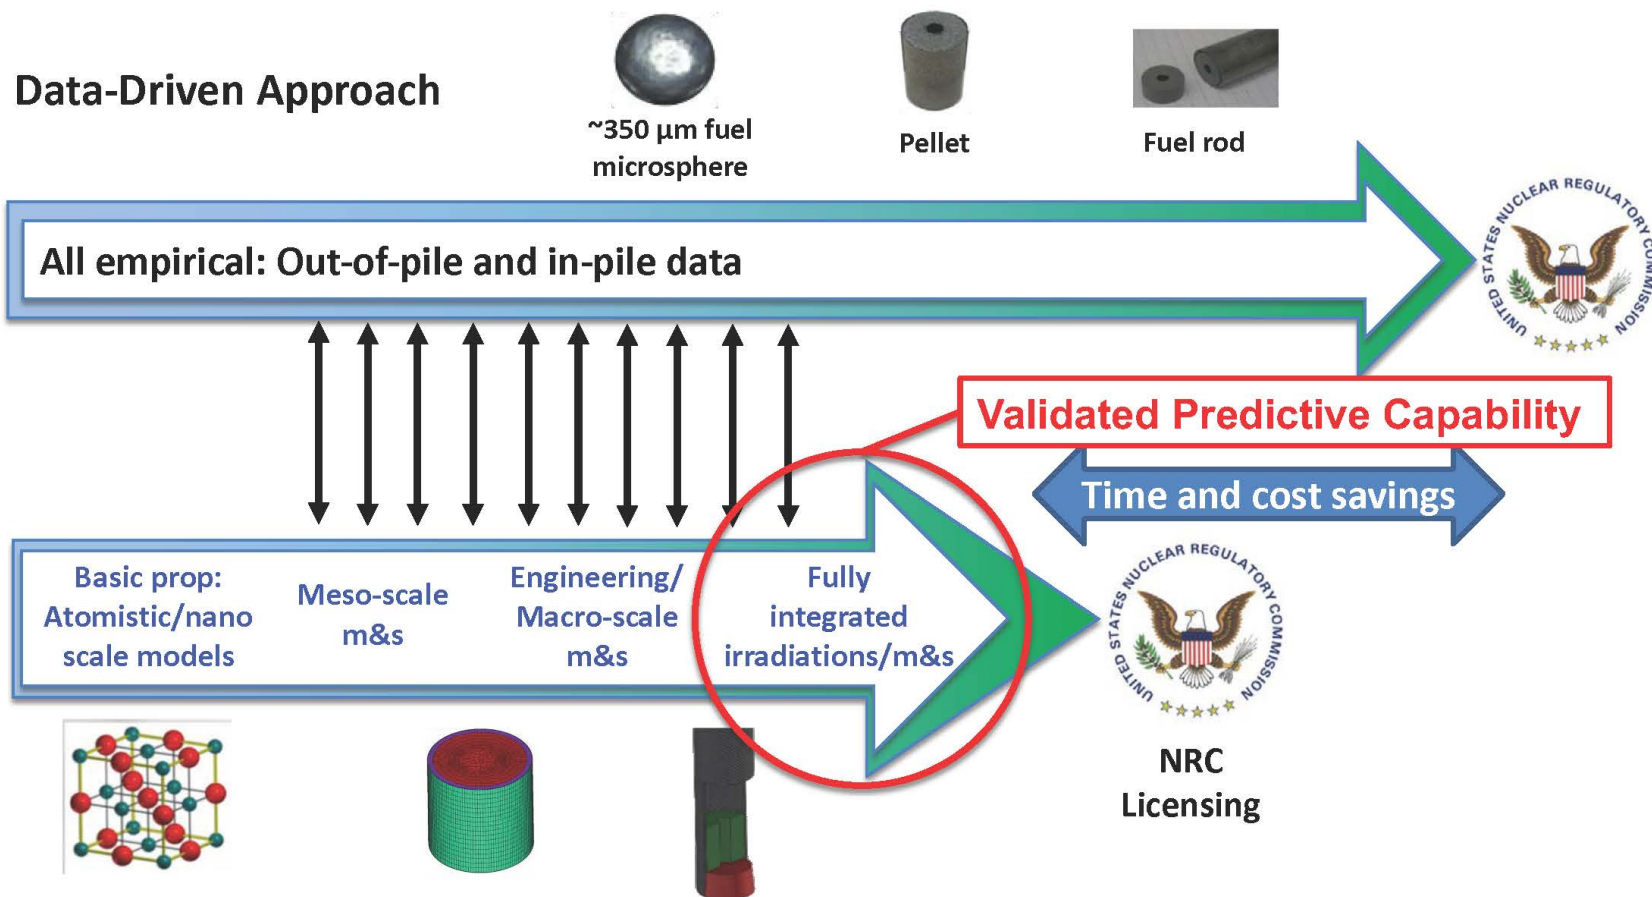 Data-Driven Approach
~350 µm fuel
microsphere
Pellet
Fuel rod
All empirical: Out-of-pile and in-pile data
UNITED STATES NUCLEAR REGULATORY COMMISSION
Validated Predictive Capability
Time and cost savings
Basic prop:
Atomistic/nano
scale models
Meso-scale
m&s
Engineering/
Macro-scale
m&s
Fully
integrated
irradiations/m&s
UNITED STATES NUCLEAR REGULATORY COMMISSION
NRC
Licensing